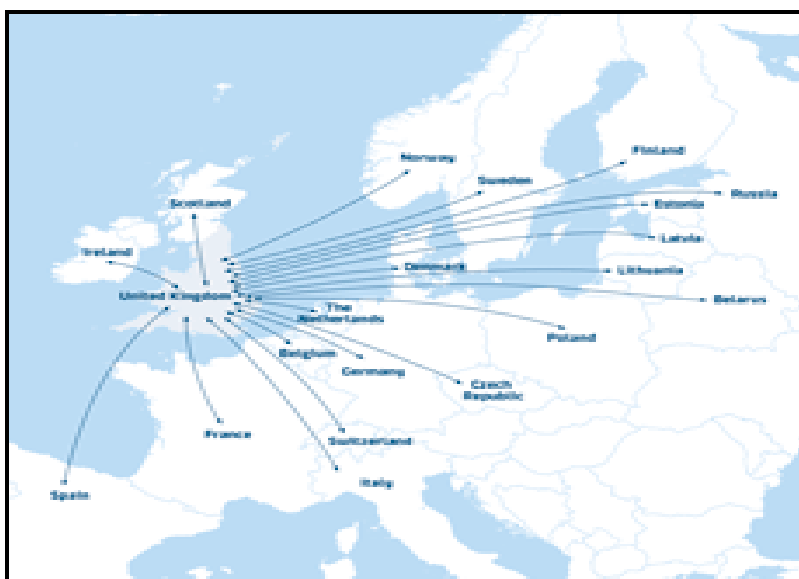 Norway
Finland
Sweden
Russia
Scotland
Estonia
Latvia
Ireland
Denmark
Lithuania
United Kingdom
Belarus
The
Netherlands
Poland
Belgium
Germany
Czech
Republic
France
Switzerland
Italy
Spain